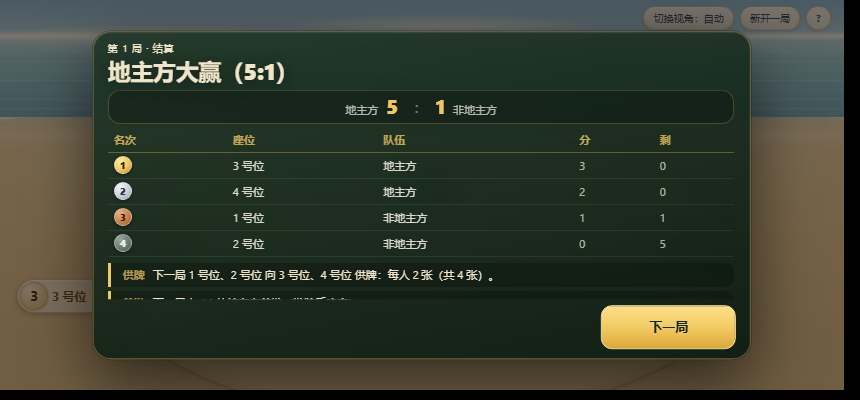 切换视角：自动 新开一局 ?
第 1 局 · 结算
地主方大赢（5:1）
地主方 5 : 1 非地主方
名次 座位 队伍 分 剩
1 3 号位 地主方 3 0
2 4 号位 地主方 2 0
3 1 号位 非地主方 1 1
4 2 号位 非地主方 0 5
供牌 下一局 1 号位、2 号位 向 3 号位、4 号位 供牌：每人 2 张（共 4 张）。
3 3 号位
下一局